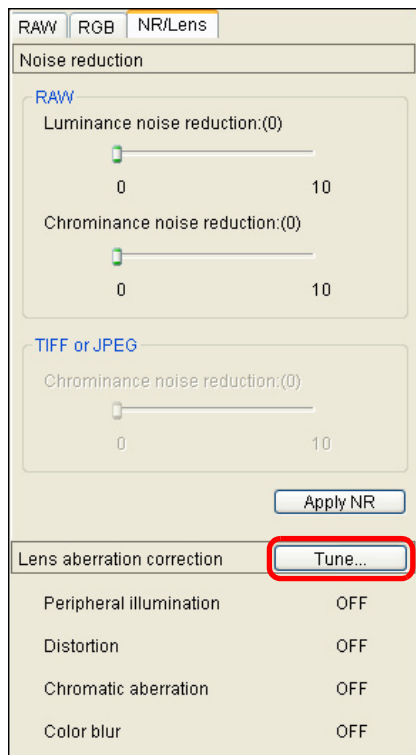 RAW RGB NR/Lens
Noise reduction
RAW
Luminance noise reduction:(0)
0 10
Chrominance noise reduction:(0)
0 10
TIFF or JPEG
Chrominance noise reduction:(0)
0 10
Apply NR
Lens aberration correction Tune...
Peripheral illumination OFF
Distortion OFF
Chromatic aberration OFF
Color blur OFF